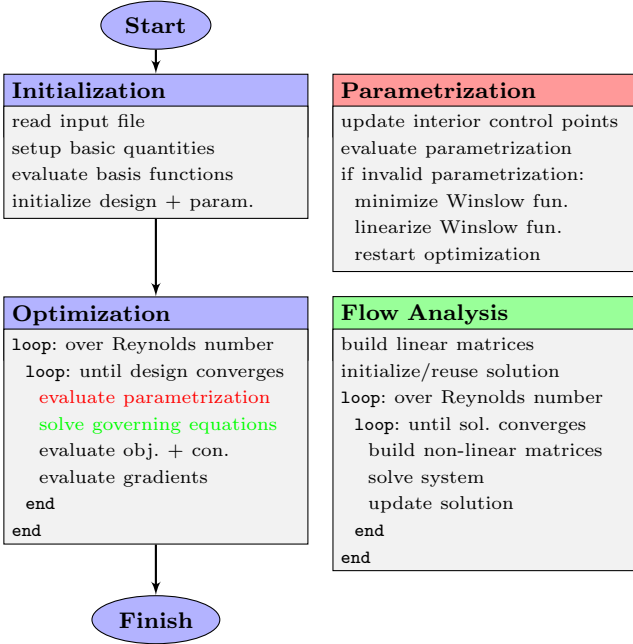 Start
Initialization
read input file
setup basic quantities
evaluate basis functions
initialize design + param.
Parametrization
update interior control points
evaluate parametrization
if invalid parametrization:
minimize Winslow fun.
linearize Winslow fun.
restart optimization
Optimization
loop: over Reynolds number
loop: until design converges
evaluate parametrization
solve governing equations
evaluate obj. + con.
evaluate gradients
end
end
Flow Analysis
build linear matrices
initialize/reuse solution
loop: over Reynolds number
loop: until sol. converges
build non-linear matrices
solve system
update solution
end
end
Finish